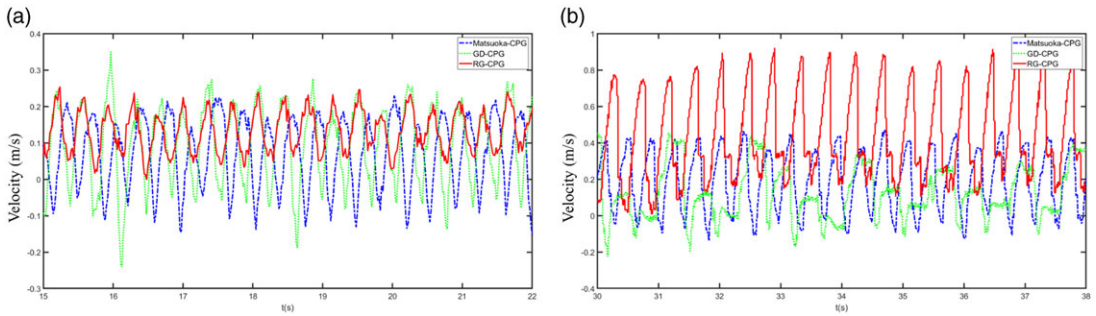 (a)
0.4
0.3
0.2
0.1
0
-0.1
-0.2
-0.3
Velocity (m/s)
15 16 17 18 19 20 21 22
t(s)
Matsuoka-CPG
GD-CPG
RG-CPG
(b)
1
0.8
0.6
0.4
0.2
0
-0.2
-0.4
Velocity (m/s)
30 31 32 33 34 35 36 37 38
t(s)
Matsuoka-CPG
GD-CPG
RG-CPG